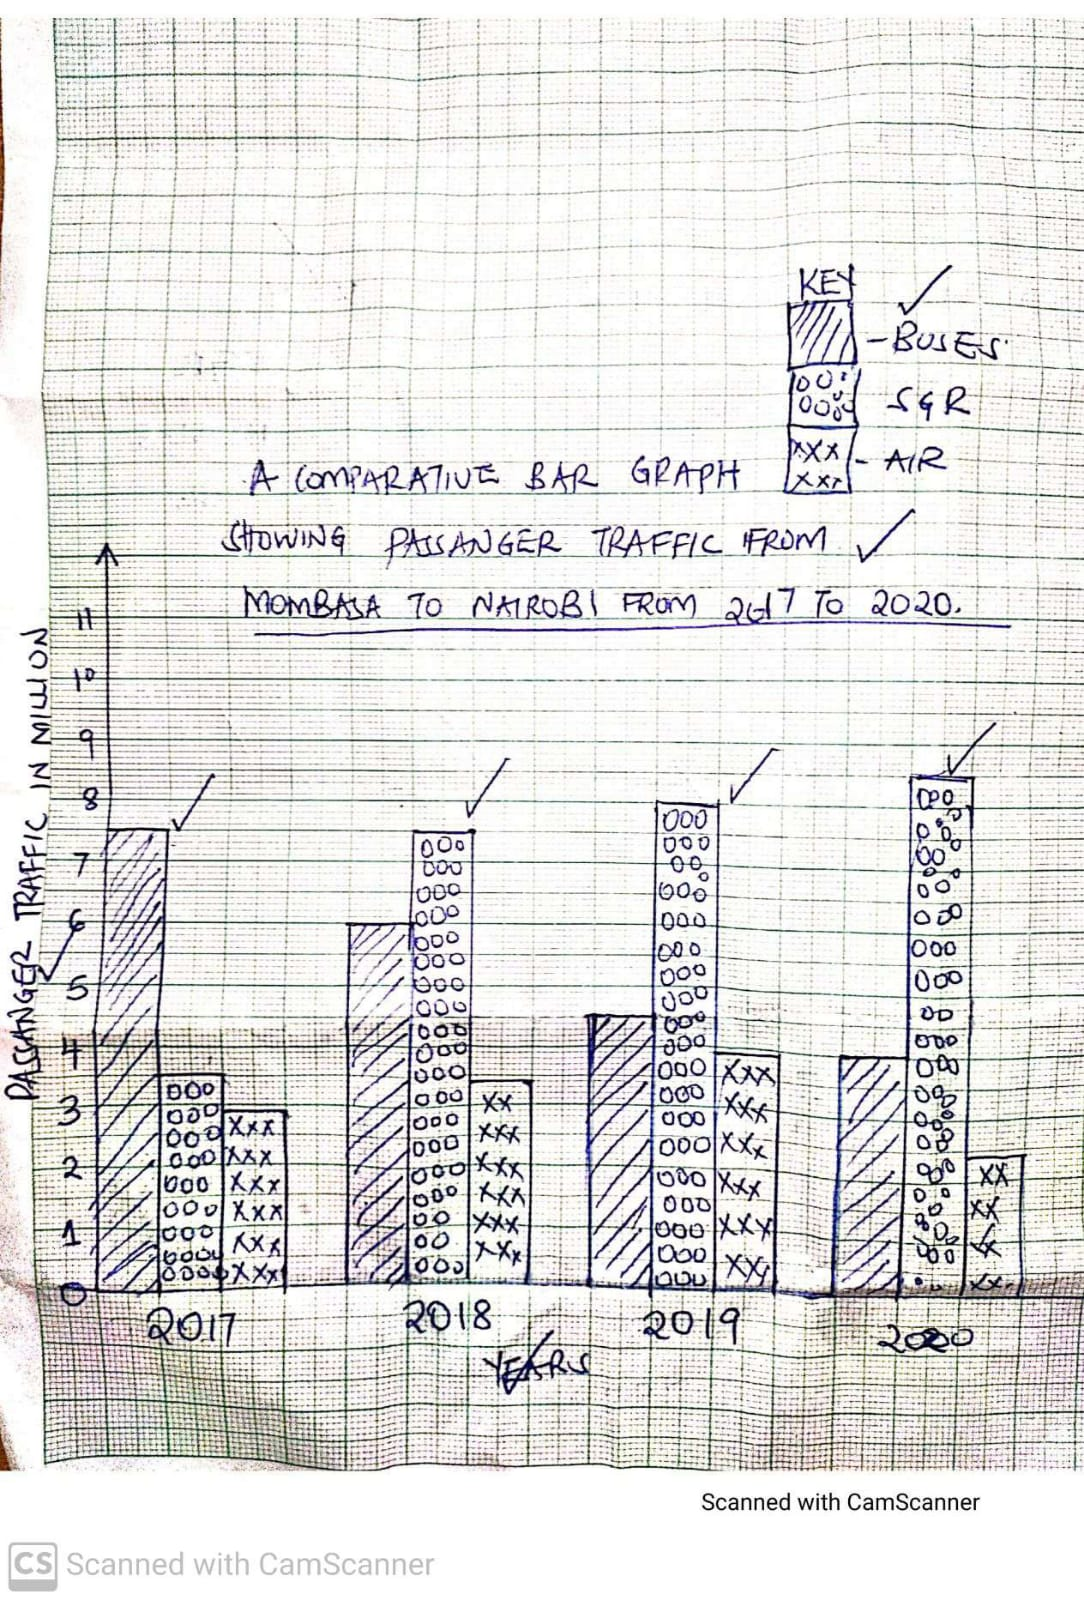 KEY
-BUSES
SGR
- AIR
A COMPARATIVE BAR GRAPH
SHOWING PASSANGER TRAFFIC FROM
MOMBASA TO NAIROBI FROM 2017 TO 2020.
PASSANGER TRAFFIC IN MILLION
11
10
9
8
7
6
5
4
3
2
1
0
2017 2018 2019 2020
YEARS
Scanned with CamScanner
CS Scanned with CamScanner